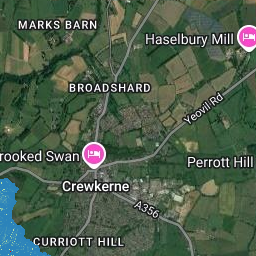 MARKS BARN
Haselbury Mill
BROADSHARD
Yeovil Rd
rooked Swan
Perrott Hill
Crewkerne
A356
CURRIOTT HILL